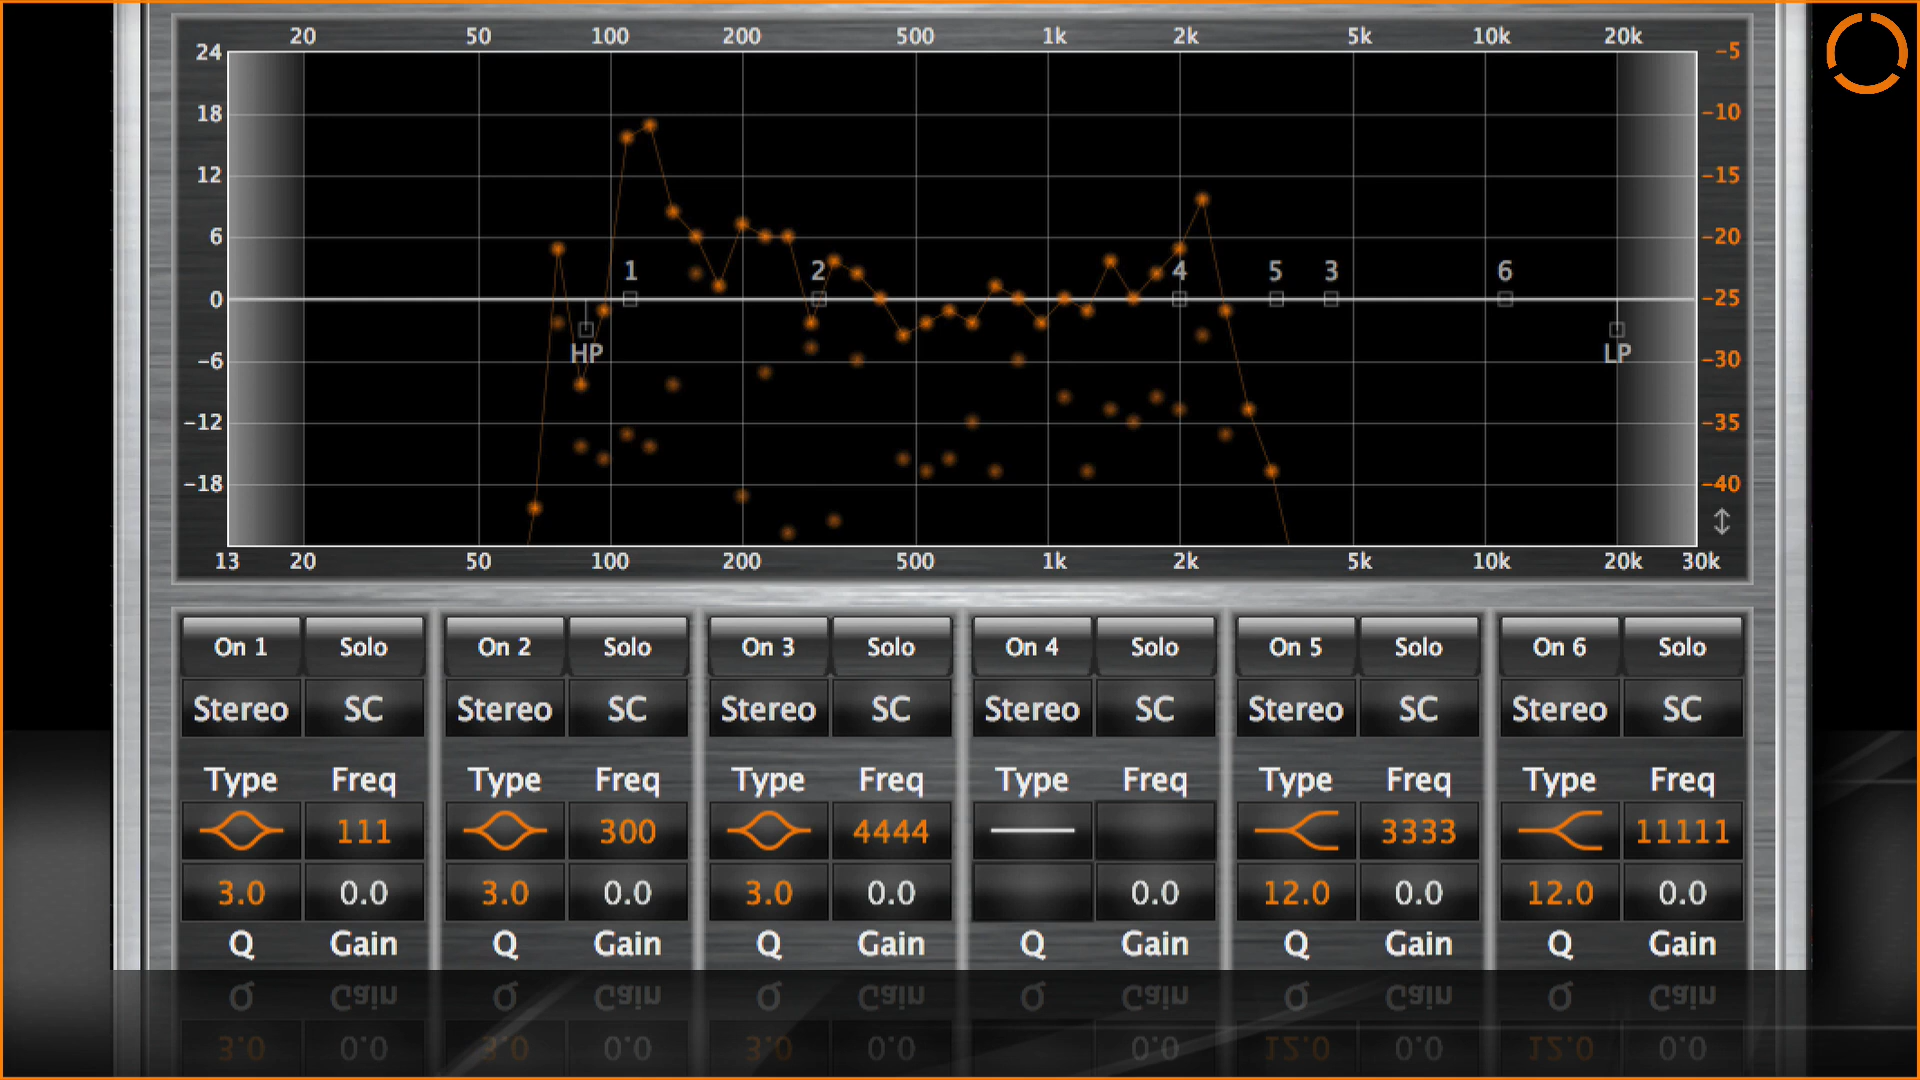 20 50 100 200 500 1k 2k 5k 10k 20k
24 -5
18 -10
12 -15
6 -20
1 2 4 5 3 6
0 -25
HP LP
-6 -30
-12 -35
-18 -40
13 20 50 100 200 500 1k 2k 5k 10k 20k 30k
On 1 Solo On 2 Solo On 3 Solo On 4 Solo On 5 Solo On 6 Solo
Stereo SC Stereo SC Stereo SC Stereo SC Stereo SC Stereo SC
Type Freq Type Freq Type Freq Type Freq Type Freq Type Freq
111 300 4444 3333 11111
3.0 0.0 3.0 0.0 3.0 0.0 0.0 12.0 0.0 12.0 0.0
Q Gain Q Gain Q Gain Q Gain Q Gain Q Gain